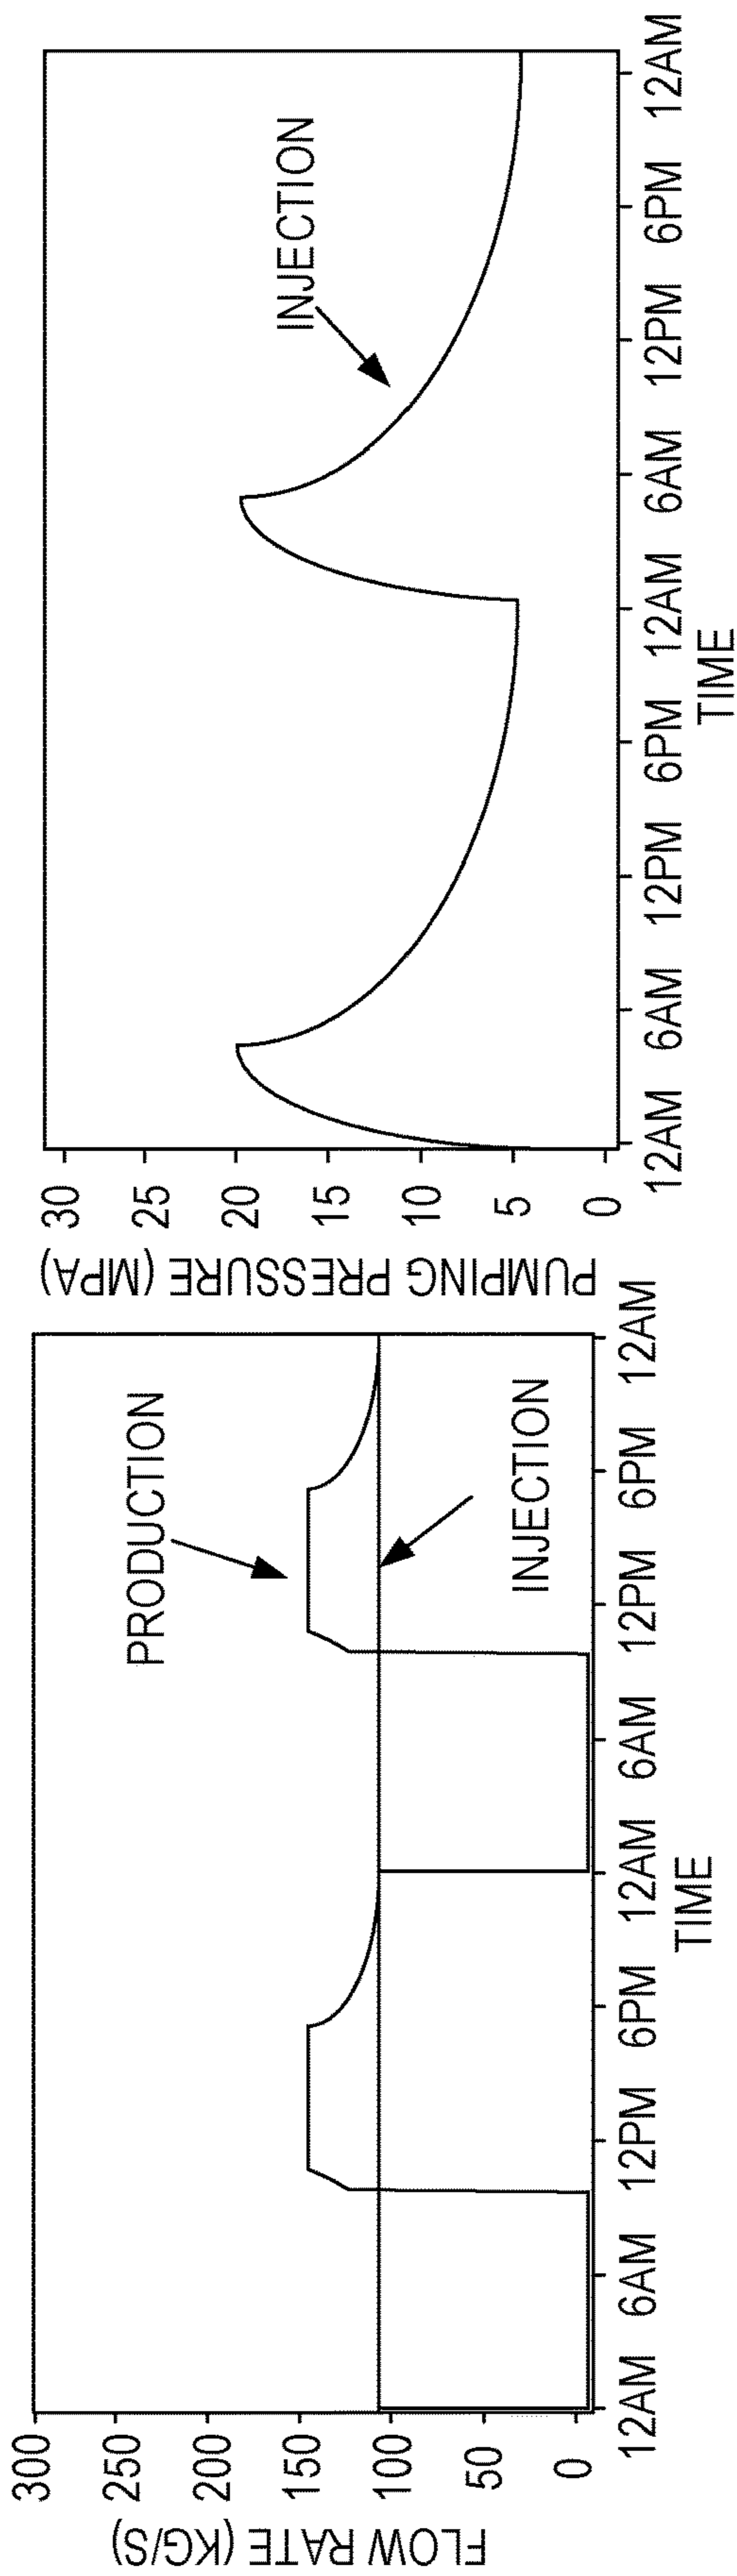 FLOW RATE (KG/S)
300
250
200
150
100
50
0
PRODUCTION
INJECTION
12AM 6AM 12PM 6PM 12AM 6AM 12PM 6PM 12AM
TIME
PUMPING PRESSURE (MPA)
30
25
20
15
10
5
0
INJECTION
12AM 6AM 12PM 6PM 12AM 6AM 12PM 6PM 12AM
TIME